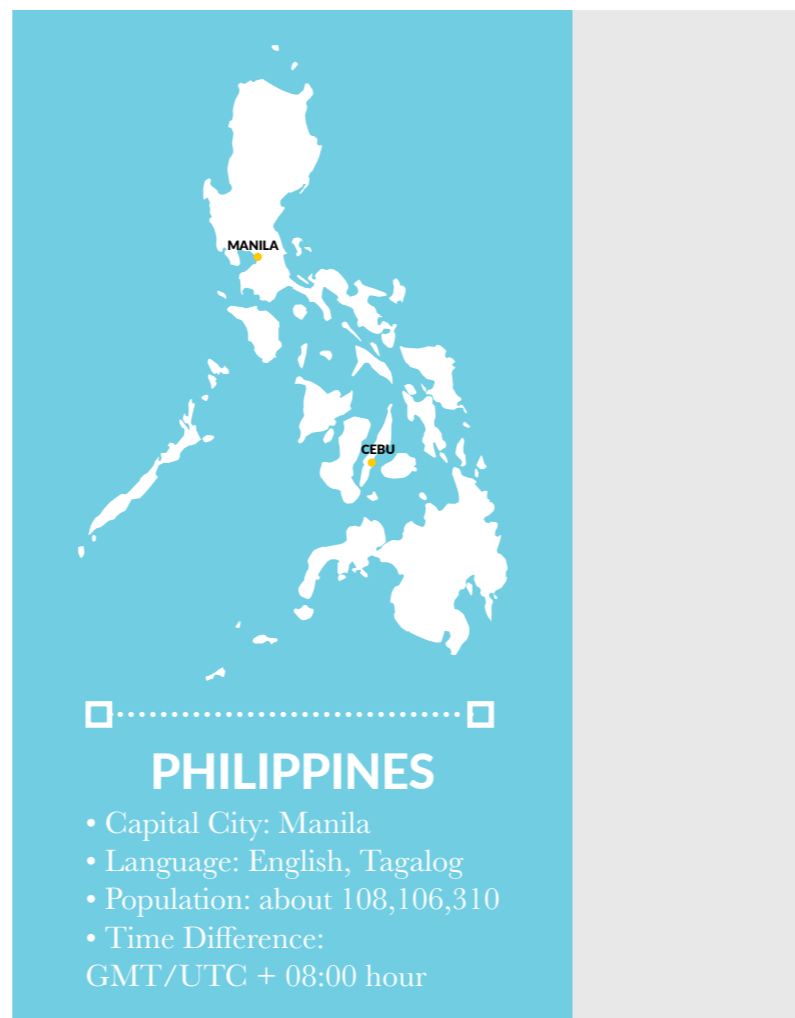 MANILA
CEBU
PHILIPPINES
• Capital City: Manila
• Language: English, Tagalog
• Population: about 108,106,310
• Time Difference:
GMT/UTC + 08:00 hour